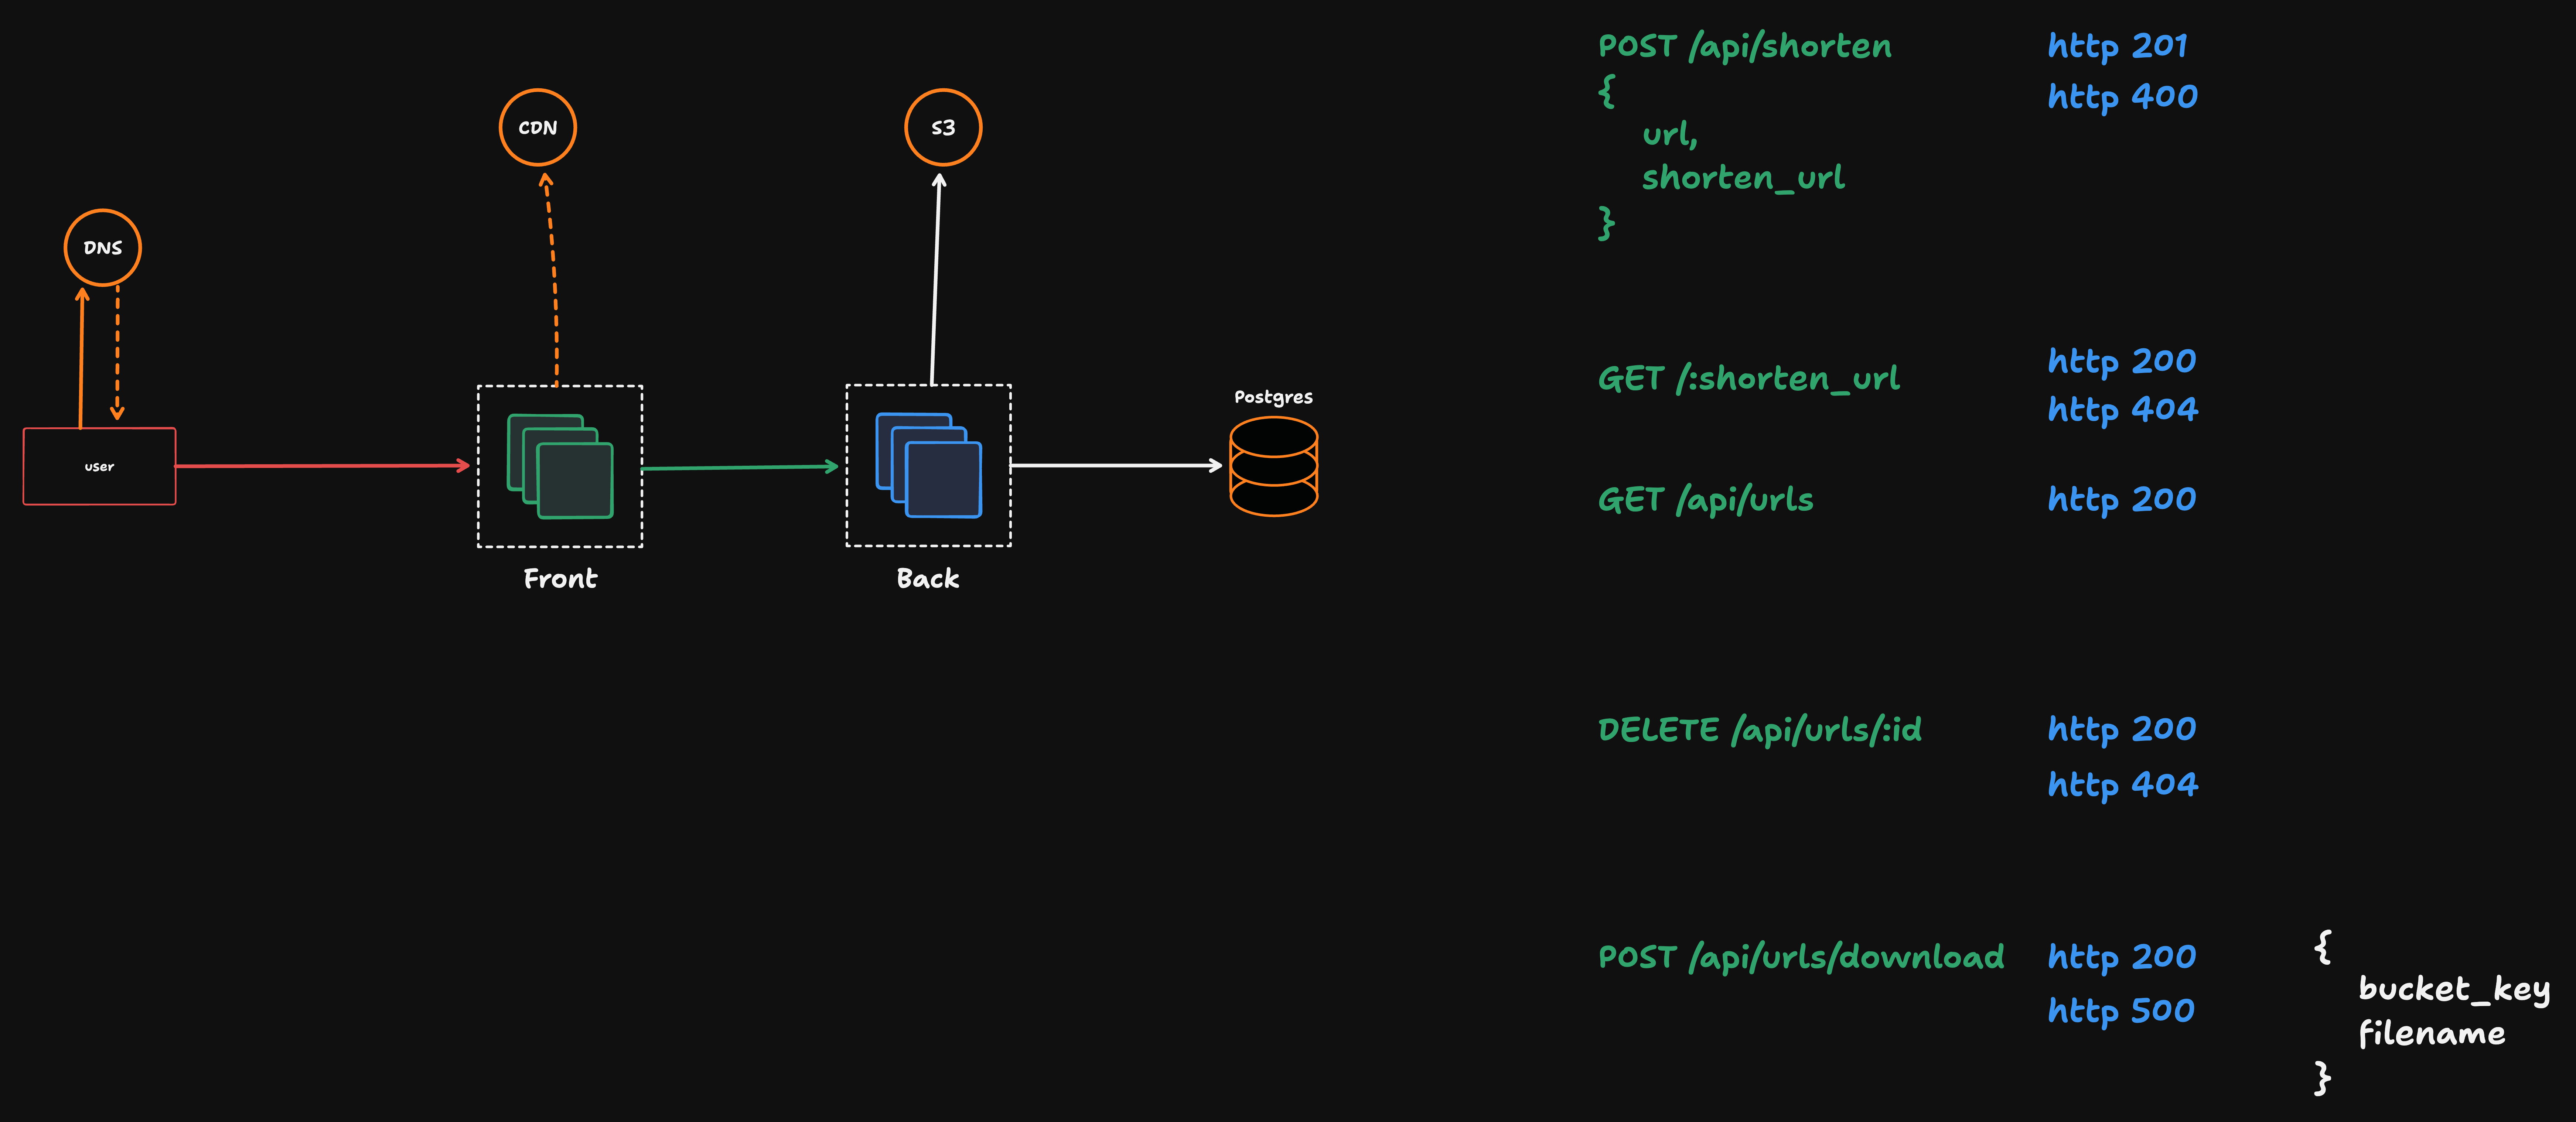 DNS
user
CDN
Front
S3
Back
Postgres
POST /api/shorten
{
url,
shorten_url
}
http 201
http 400
GET /:shorten_url
http 200
http 404
GET /api/urls
http 200
DELETE /api/urls/:id
http 200
http 404
POST /api/urls/download
http 200
http 500
{
bucket_key
filename
}